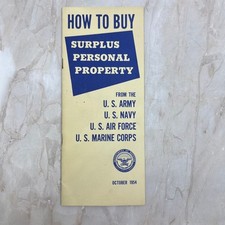 HOW TO BUY
SURPLUS
PERSONAL
PROPERTY
FROM THE
U. S. ARMY
U. S. NAVY
U. S. AIR FORCE
U. S. MARINE CORPS
OCTOBER 1954